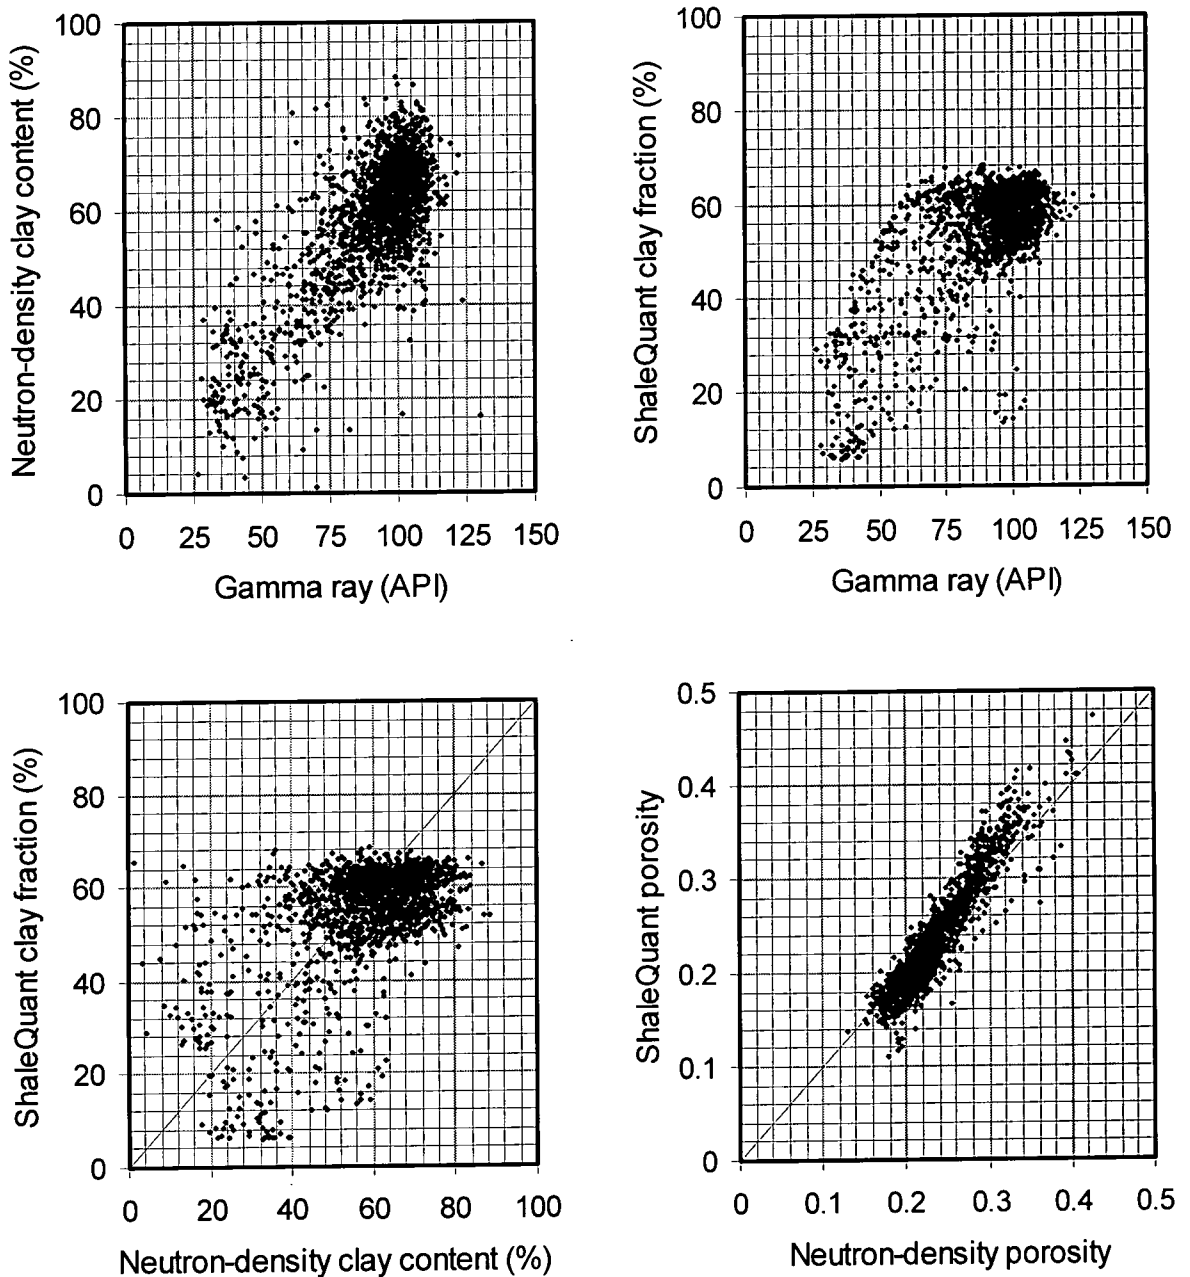 Neutron-density clay content (%)
100
80
60
40
20
0
0 25 50 75 100 125 150
Gamma ray (API)
ShaleQuant clay fraction (%)
100
80
60
40
20
0
0 25 50 75 100 125 150
Gamma ray (API)
ShaleQuant clay fraction (%)
100
80
60
40
20
0
0 20 40 60 80 100
Neutron-density clay content (%)
ShaleQuant porosity
0.5
0.4
0.3
0.2
0.1
0
0 0.1 0.2 0.3 0.4 0.5
Neutron-density porosity